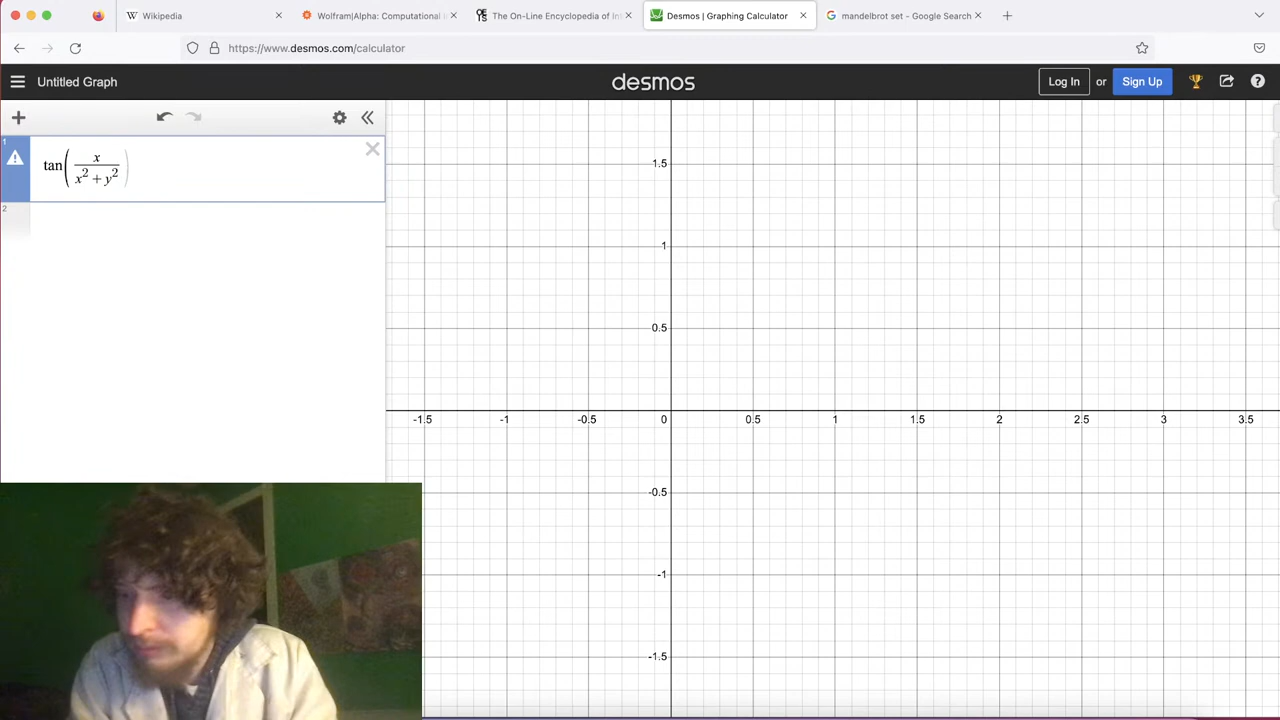 Wikipedia
Wolfram|Alpha: Computational I
The On-Line Encyclopedia of In
Desmos | Graphing Calculator
mandelbrot set - Google Search
https://www.desmos.com/calculator
Untitled Graph
desmos
Log In or Sign Up
1
tan(x/(x²+y²))
2
1.5
1
0.5
-1.5 -1 -0.5 0 0.5 1 1.5 2 2.5 3 3.5
-0.5
-1
-1.5